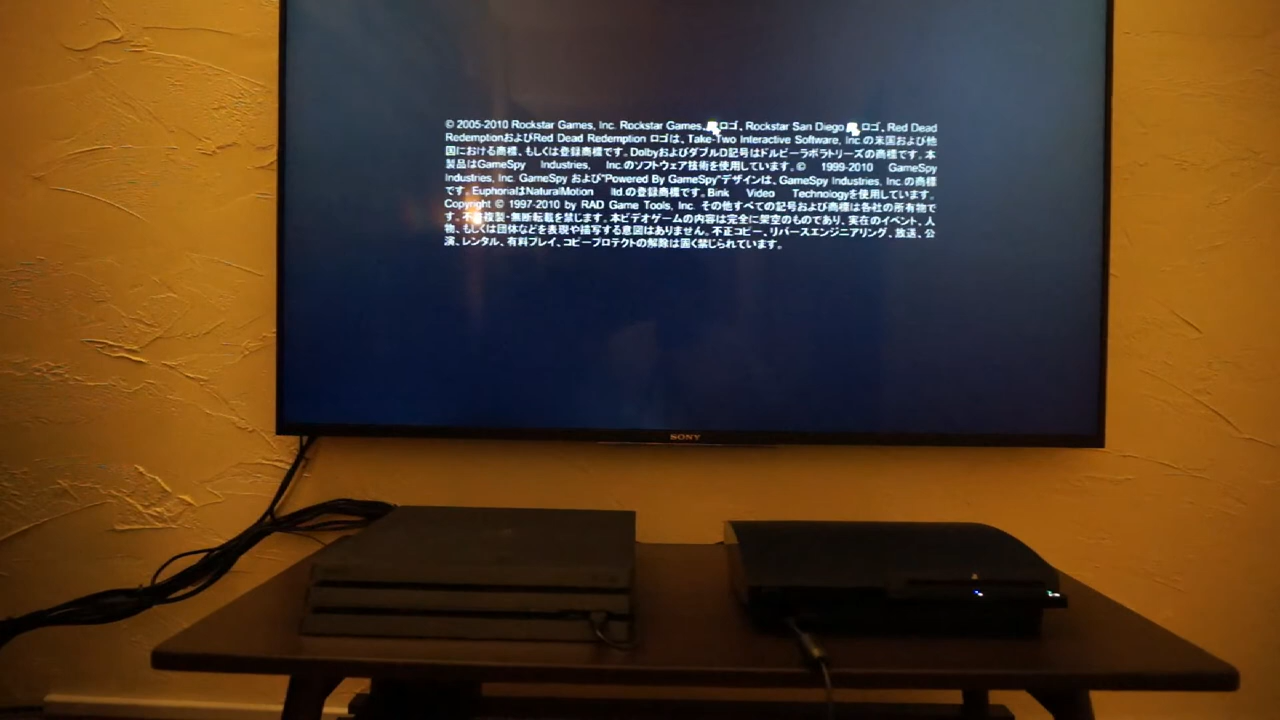 © 2005-2010 Rockstar Games, Inc. Rockstar Games、ロゴ、Rockstar San Diego ロゴ、Red Dead
RedemptionおよびRed Dead Redemption ロゴは、Take-Two Interactive Software, Inc.の米国および他
国における商標、もしくは登録商標です。DolbyおよびダブルD記号はドルビーラボラトリーズの商標です。本
製品はGameSpy Industries, Inc.のソフトウェア技術を使用しています。© 1999-2010 GameSpy
Industries, Inc. GameSpy および"Powered By GameSpy"デザインは、GameSpy Industries, Inc.の商標
です。EuphoriaはNaturalMotion ltd.の登録商標です。Bink Video Technologyを使用しています。
Copyright © 1997-2010 by RAD Game Tools, Inc. その他すべての記号および商標は各社の所有物で
す。不許複製・無断転載を禁じます。本ビデオゲームの内容は完全に架空のものであり、実在のイベント、人
物、もしくは団体などを表現や描写する意図はありません。不正コピー、リバースエンジニアリング、放送、公
演、レンタル、有料プレイ、コピープロテクトの解除は固く禁じられています。
SONY